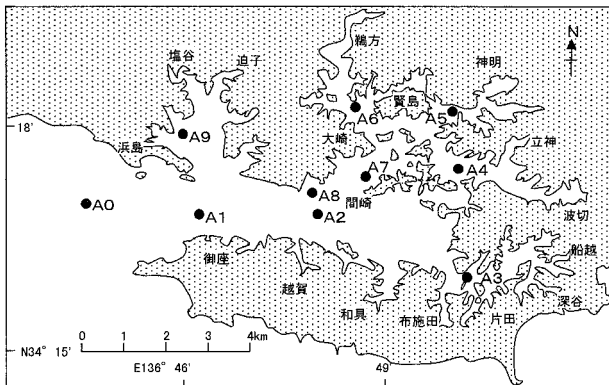 鵜方
塩谷
迫子
神明
N
賢島
A6
A5
18'
A9
大崎
立神
浜島
A7
A4
A8
間崎
A0
A1
A2
波切
船越
御座
A3
越賀
深谷
和具
布施田
片田
0 1 2 3 4km
N34° 15'
E136° 46'
49